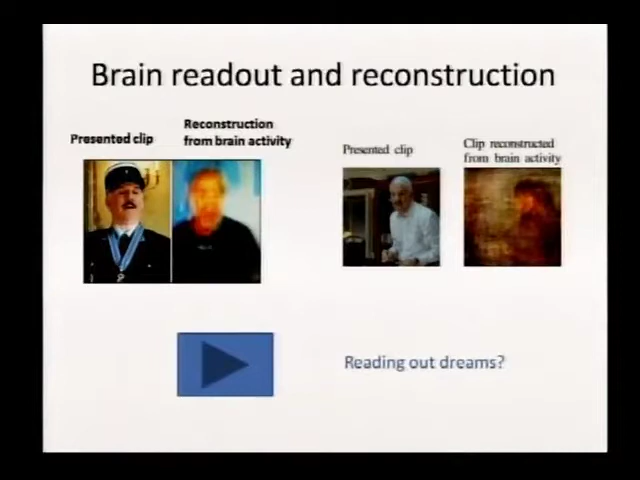 Brain readout and reconstruction
Presented clip
Reconstruction
from brain activity
Presented clip
Clip reconstructed
from brain activity
Reading out dreams?